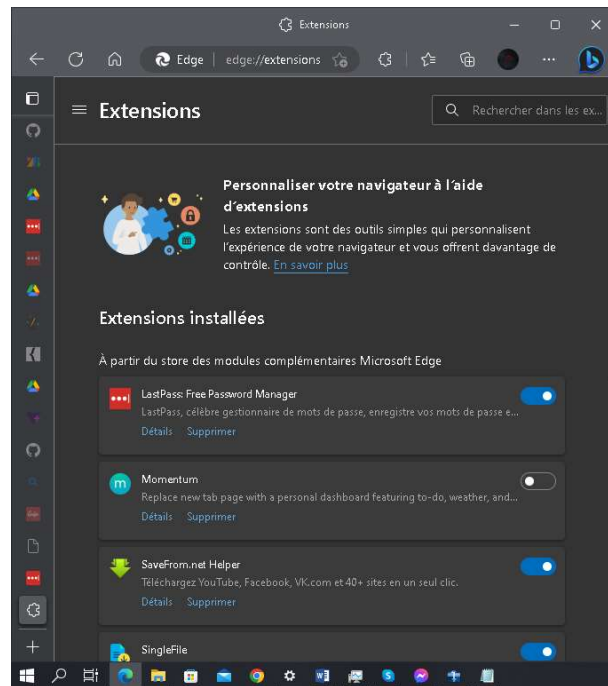 Extensions
Edge | edge://extensions
Extensions
Rechercher dans les ex...
Personnaliser votre navigateur à l'aide
d'extensions
Les extensions sont des outils simples qui personnalisent
l'expérience de votre navigateur et vous offrent davantage de
contrôle. En savoir plus
Extensions installées
À partir du store des modules complémentaires Microsoft Edge
LastPass: Free Password Manager
LastPass, célèbre gestionnaire de mots de passe, enregistre vos mots de passe e...
Détails Supprimer
m
Momentum
Replace new tab page with a personal dashboard featuring to-do, weather, and...
Détails Supprimer
SaveFrom.net Helper
Téléchargez YouTube, Facebook, VK.com et 40+ sites en un seul clic.
Détails Supprimer
SingleFile